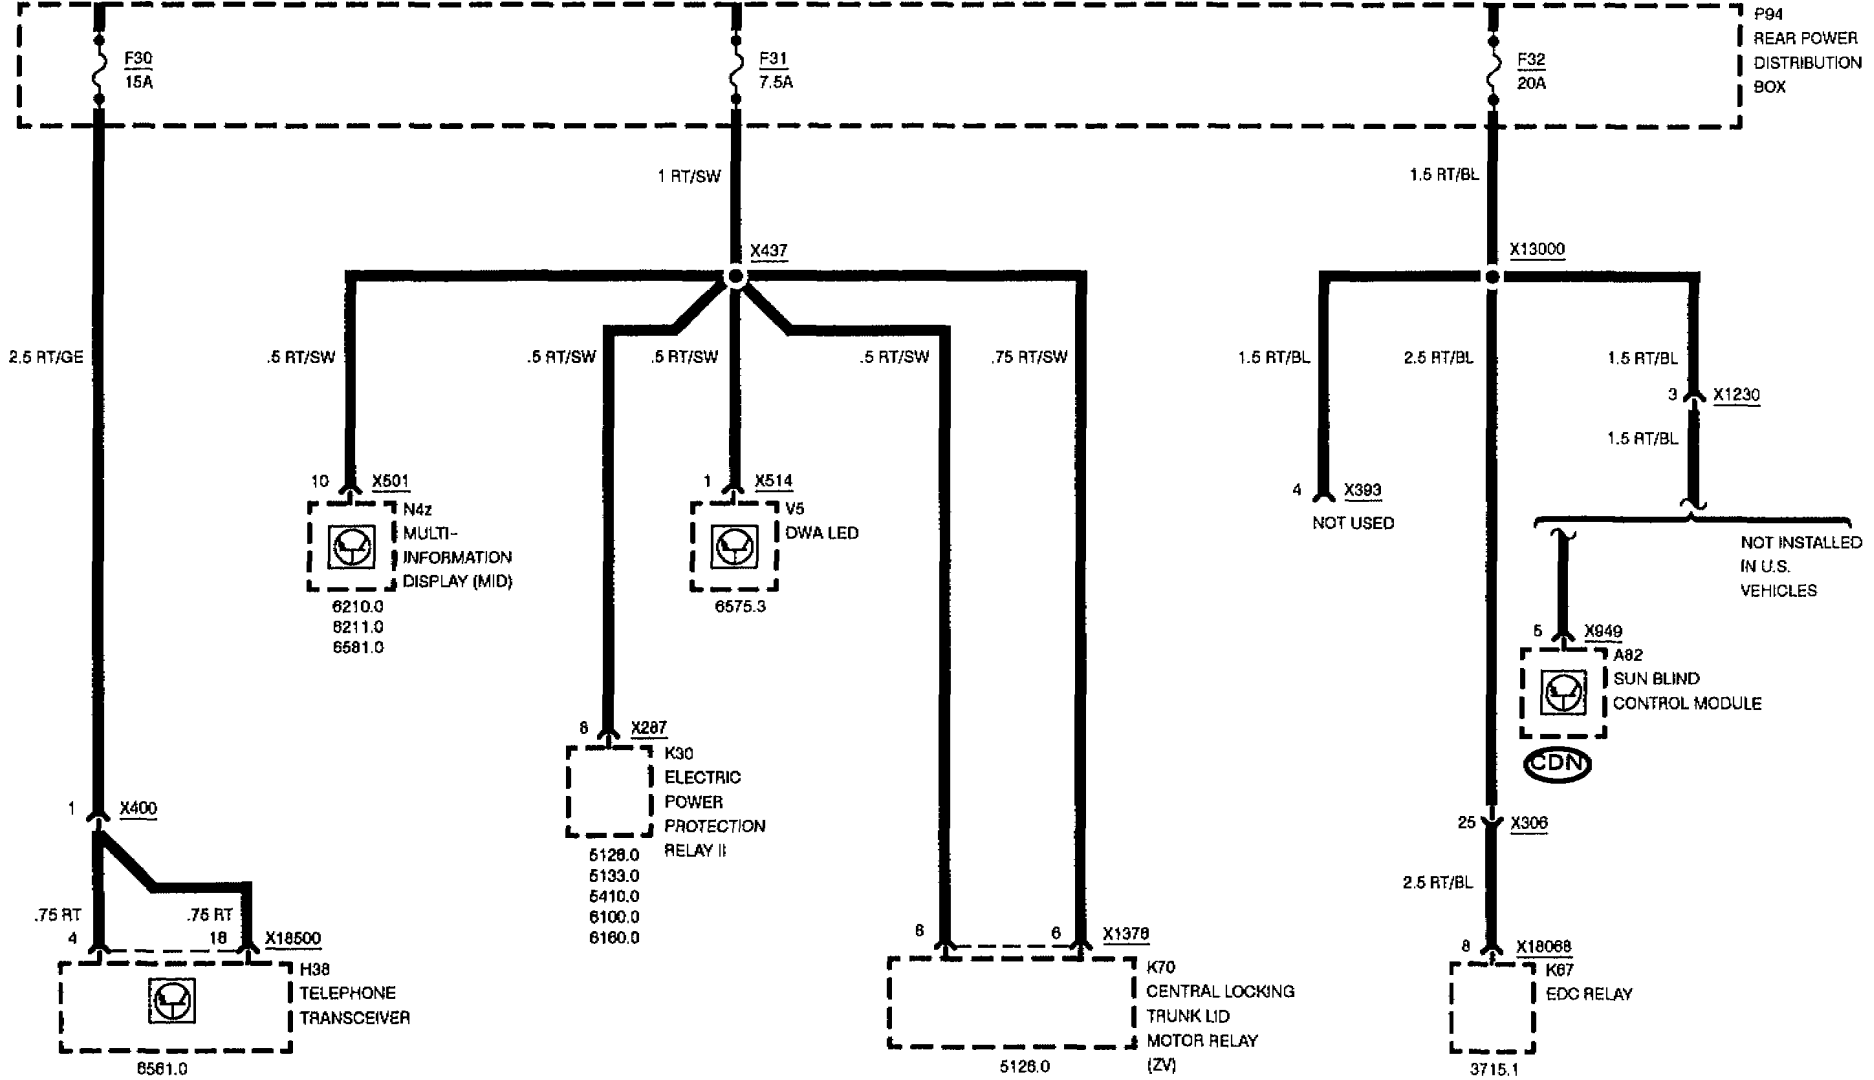 P94
REAR POWER
DISTRIBUTION
BOX
F30
15A
F31
7.5A
F32
20A
1 RT/SW
1.5 RT/BL
X437
X13000
2.5 RT/GE
.5 RT/SW
.5 RT/SW
.5 RT/SW
.5 RT/SW
.75 RT/SW
1.5 RT/BL
2.5 RT/BL
1.5 RT/BL
3 X1230
1.5 RT/BL
10 X501
N4z
MULTI-
INFORMATION
DISPLAY (MID)
6210.0
6211.0
6581.0
1 X514
V5
DWA LED
6575.3
4 X393
NOT USED
NOT INSTALLED
IN U.S.
VEHICLES
5 X949
A82
SUN BLIND
CONTROL MODULE
CDN
8 X287
K30
ELECTRIC
POWER
PROTECTION
RELAY II
5126.0
5133.0
5410.0
6100.0
6160.0
1 X400
25 X306
2.5 RT/BL
.75 RT
.75 RT
4
18 X18500
H38
TELEPHONE
TRANSCEIVER
6561.0
6 X1378
K70
CENTRAL LOCKING
TRUNK LID
MOTOR RELAY
(ZV)
5126.0
8 X18068
K67
EDC RELAY
3715.1